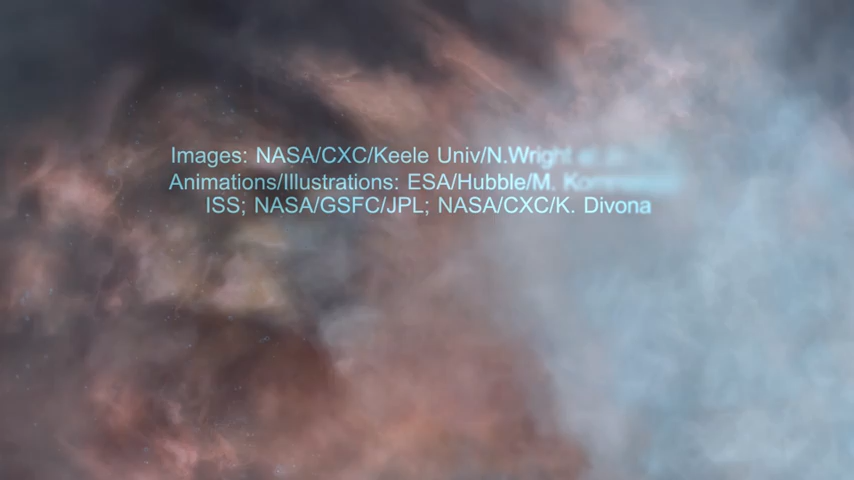 Images: NASA/CXC/Keele Univ/N.Wright
Animations/Illustrations: ESA/Hubble/M.
ISS; NASA/GSFC/JPL; NASA/CXC/K. Divona